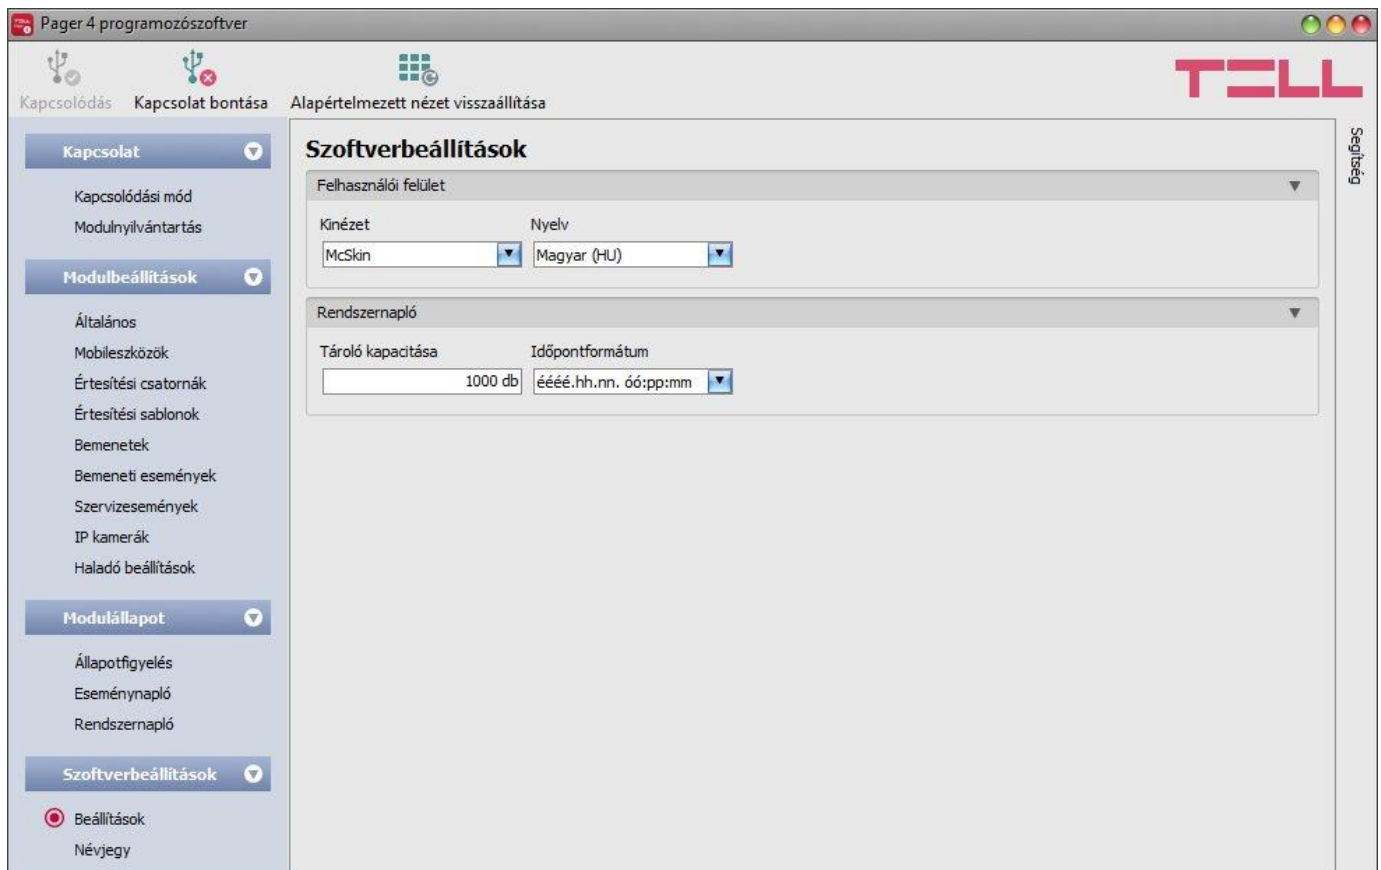 Pager 4 programozószoftver
Kapcsolódás Kapcsolat bontása Alapértelmezett nézet visszaállítása
TELL
Kapcsolat
Kapcsolódási mód
Modulnyilvántartás
Modulbeállítások
Általános
Mobileszközök
Értesítési csatornák
Értesítési sablonok
Bemenetek
Bemeneti események
Szervizesemények
IP kamerák
Haladó beállítások
Modulállapot
Állapotfigyelés
Eseménynapló
Rendszernapló
Szoftverbeállítások
Beállítások
Névjegy
Szoftverbeállítások
Felhasználói felület
Kinézet Nyelv
McSkin Magyar (HU)
Rendszernapló
Tároló kapacitása Időpontformátum
1000 db éééé.hh.nn. óó:pp:mm
Segítség